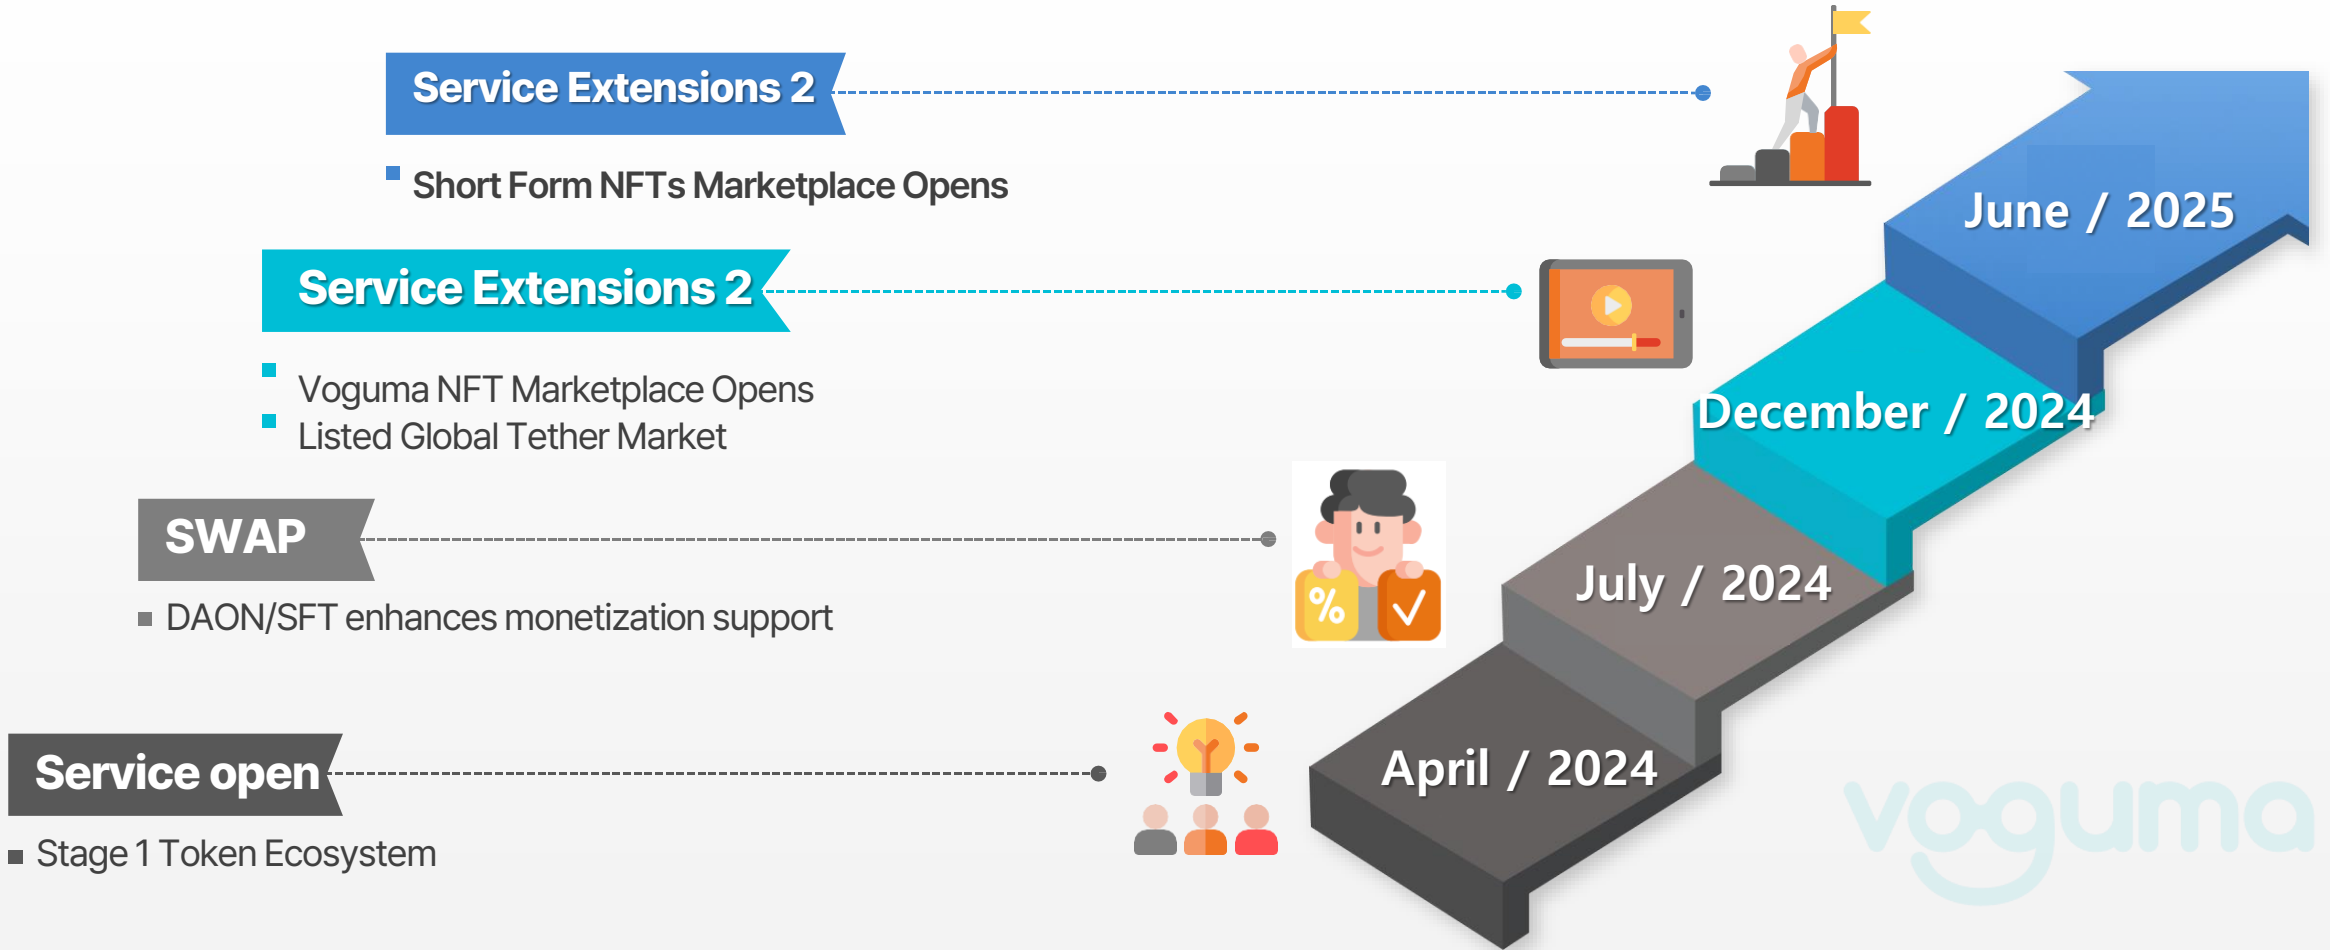 Service Extensions 2
Short Form NFTs Marketplace Opens
June / 2025
Service Extensions 2
Voguma NFT Marketplace Opens
Listed Global Tether Market
December / 2024
SWAP
DAON/SFT enhances monetization support
%
July / 2024
Service open
Stage 1 Token Ecosystem
April / 2024
voguma